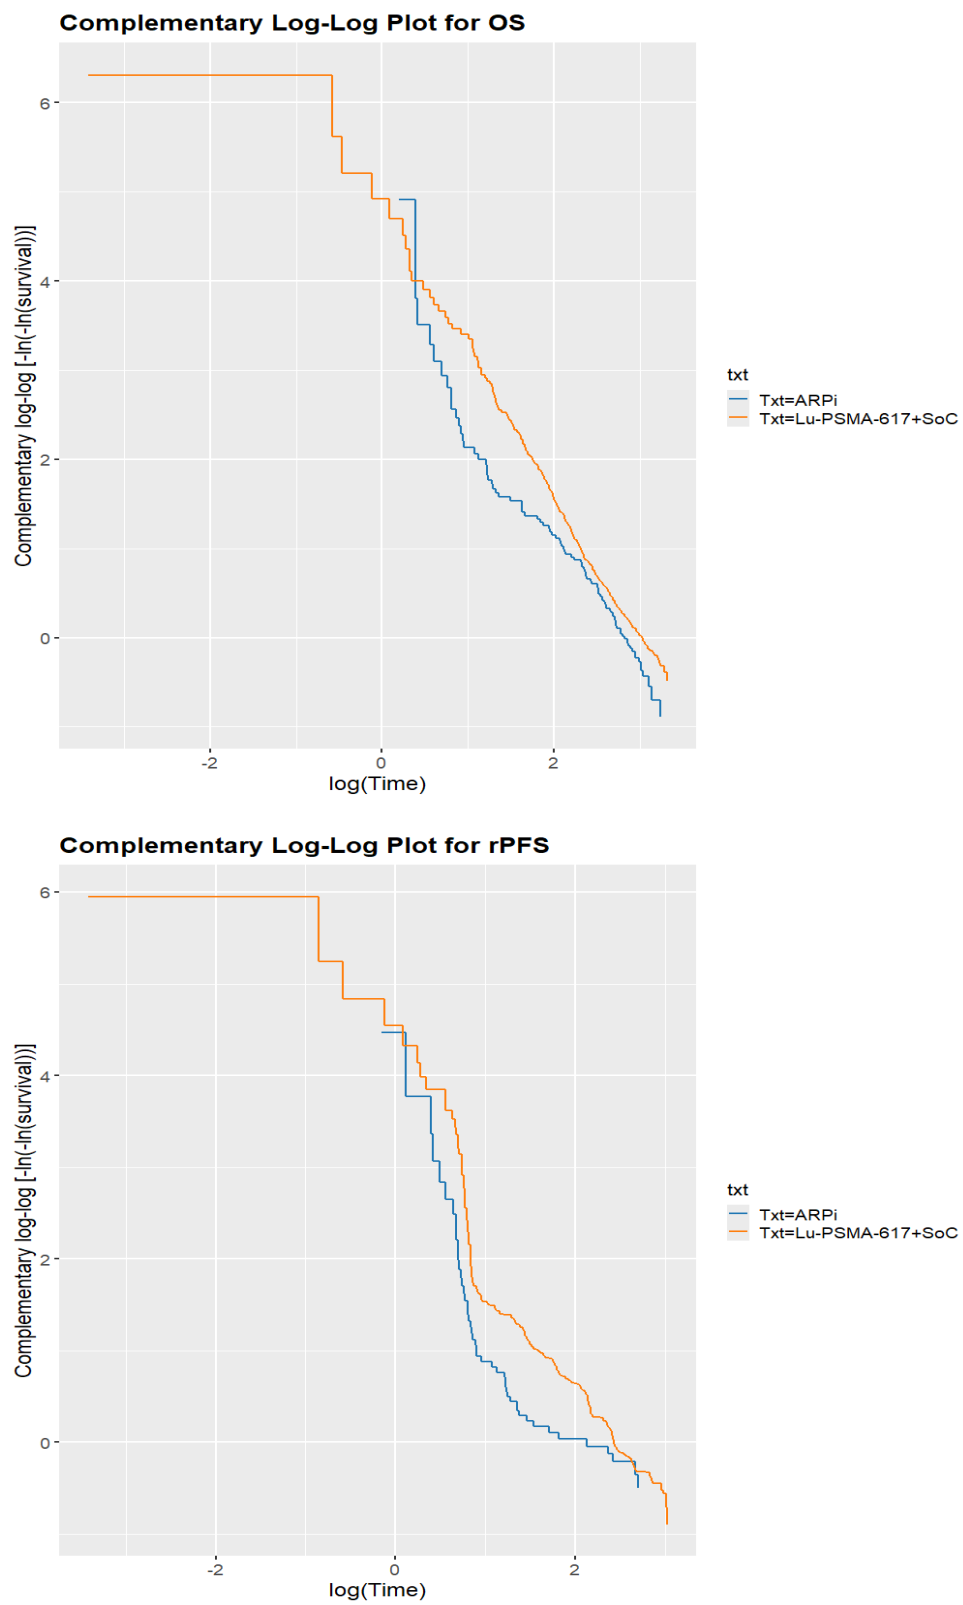 Complementary Log-Log Plot for OS
Complementary log-log [-ln(-ln(survival))]
6
4
2
0
-2
0
2
log(Time)
txt
Txt=ARPi
Txt=Lu-PSMA-617+SoC
Complementary Log-Log Plot for rPFS
Complementary log-log [-ln(-ln(survival))]
6
4
2
0
-2
0
2
log(Time)
txt
Txt=ARPi
Txt=Lu-PSMA-617+SoC